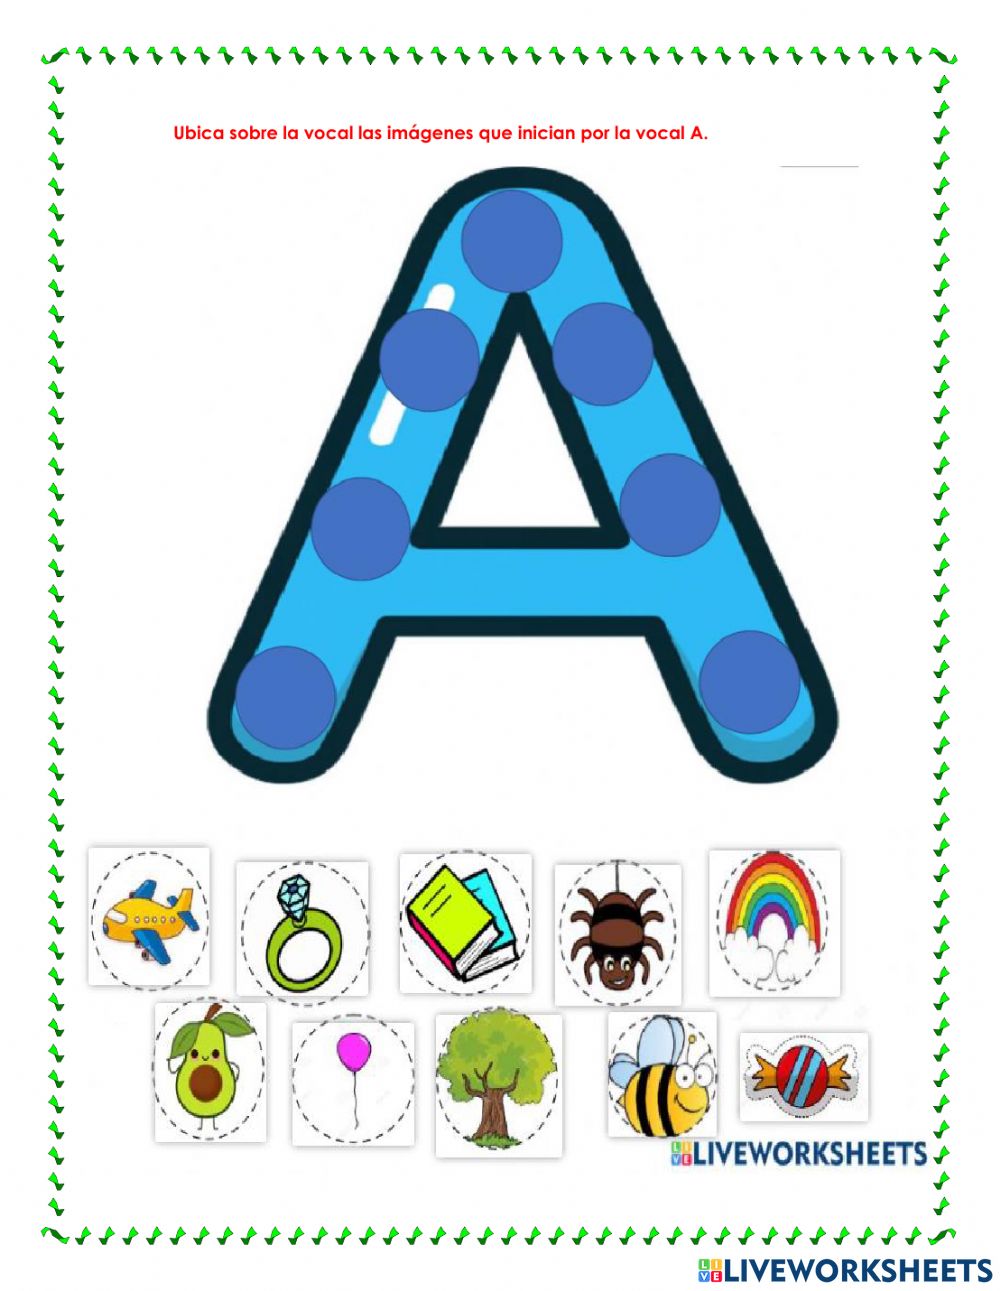 Ubica sobre la vocal las imágenes que inician por la vocal A.
A
LIVEWORKSHEETS
LIVEWORKSHEETS